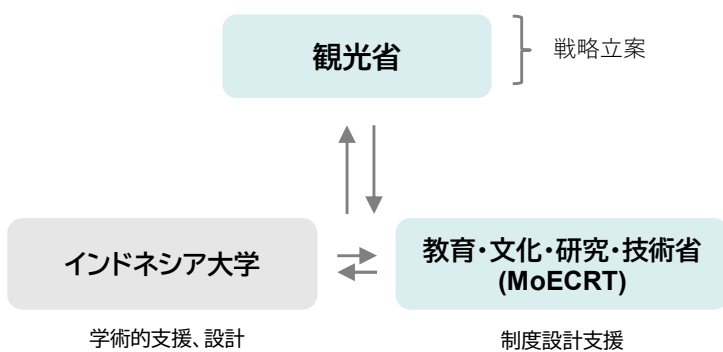 観光省
戦略立案
インドネシア大学
教育・文化・研究・技術省
(MoECRT)
学術的支援、設計
制度設計支援